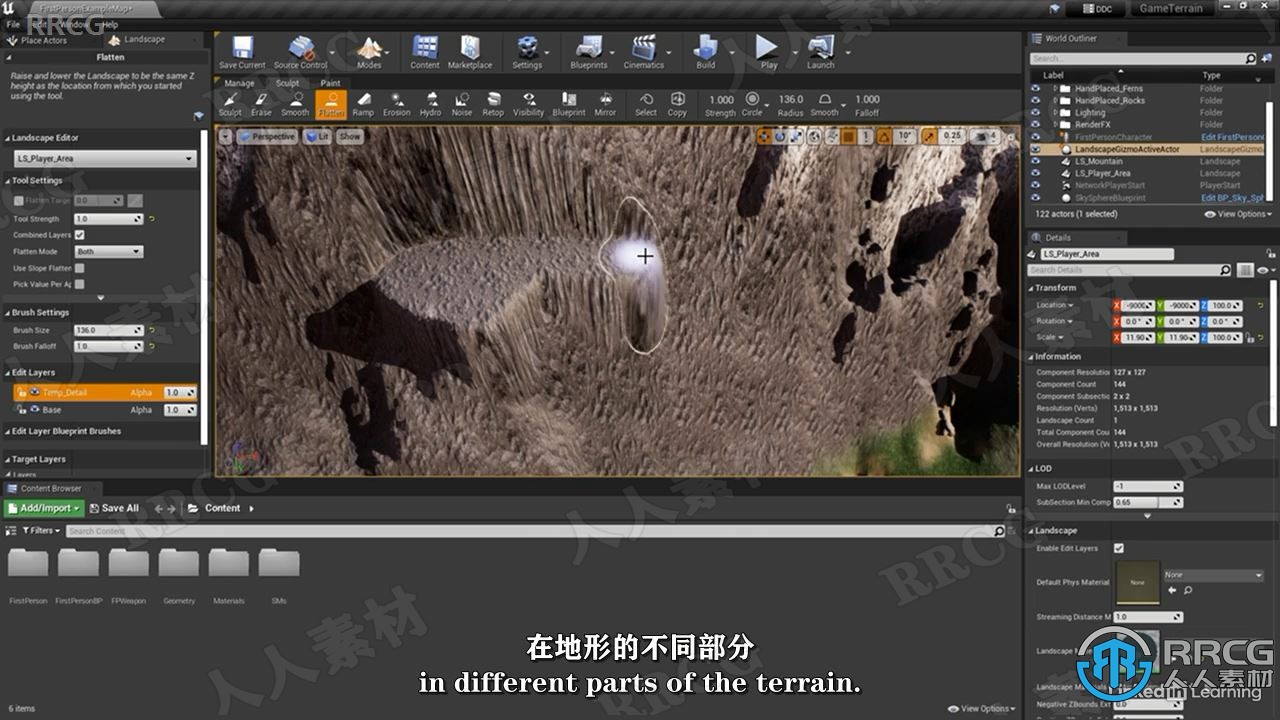 FirstPersonExampleMap*
DDC
GameTerrain
File Edit Window Help
RRCG
Place Actors
Landscape
Flatten
Raise and lower the Landscape to be the same Z
height as the location from which you started
using the tool.
Landscape Editor
LS_Player_Area
Tool Settings
0.0
Tool Strength 1.0
Combined Layers
Flatten Mode Both
Use Slope Flatten
Pick Value Per Ap
Brush Settings
Brush Size 136.0
Brush Falloff 1.0
Edit Layers
Temp_Detail Alpha 1.0
Base Alpha 1.0
Edit Layer Blueprint Brushes
Target Layers
Layers
Save Current
Source Control
Modes
Content
Marketplace
Settings
Blueprints
Cinematics
Build
Play
Launch
Manage Sculpt Paint
Sculpt Erase Smooth Flatten Ramp Erosion Hydro Noise Retop Visibility Blueprint Mirror Select Copy
1.000 136.0 1.000
Strength Circle Radius Smooth Falloff
Perspective Lit Show
10° 0.25 4
World Outliner
Search...
Label Type
HandPlaced_Ferns Folder
HandPlaced_Rocks Folder
Lighting Folder
RenderFX Folder
FirstPersonCharacter Edit FirstPerson
LandscapeGizmoActiveActor LandscapeGizmo
LS_Mountain Landscape
LS_Player_Area Landscape
NetworkPlayerStart PlayerStart
SkySphereBlueprint Edit BP_Sky_Sph
122 actors (1 selected)
View Options
Details
LS_Player_Area
Search Details
Transform
Location X -9000 Y -9000 Z 100.0
Rotation X 0.0° Y 0.0° Z 0.0°
Scale X 11.90 Y 11.90 Z 100.0
Information
Component Resolution 127 x 127
Component Count 144
Component Subsectio 2 x 2
Resolution (Verts) 1,513 x 1,513
Landscape Count 1
Total Component Cou 144
Overall Resolution (Ve 1,513 x 1,513
LOD
Max LODLevel -1
SubSection Min Comp 0.65
Landscape
Enable Edit Layers
Default Phys Material None None
Streaming Distance M 1.0
Landscape M
Landscape
Negative ZBounds Ext
Content Browser
Add/Import
Save All
Content
Filters
Search Content
FirstPerson
FirstPersonBP
FPWeapon
Geometry
Materials
SMs
6 items
View Options
在地形的不同部分
in different parts of the terrain.
RRCG
人人素材
Linkedin Learning